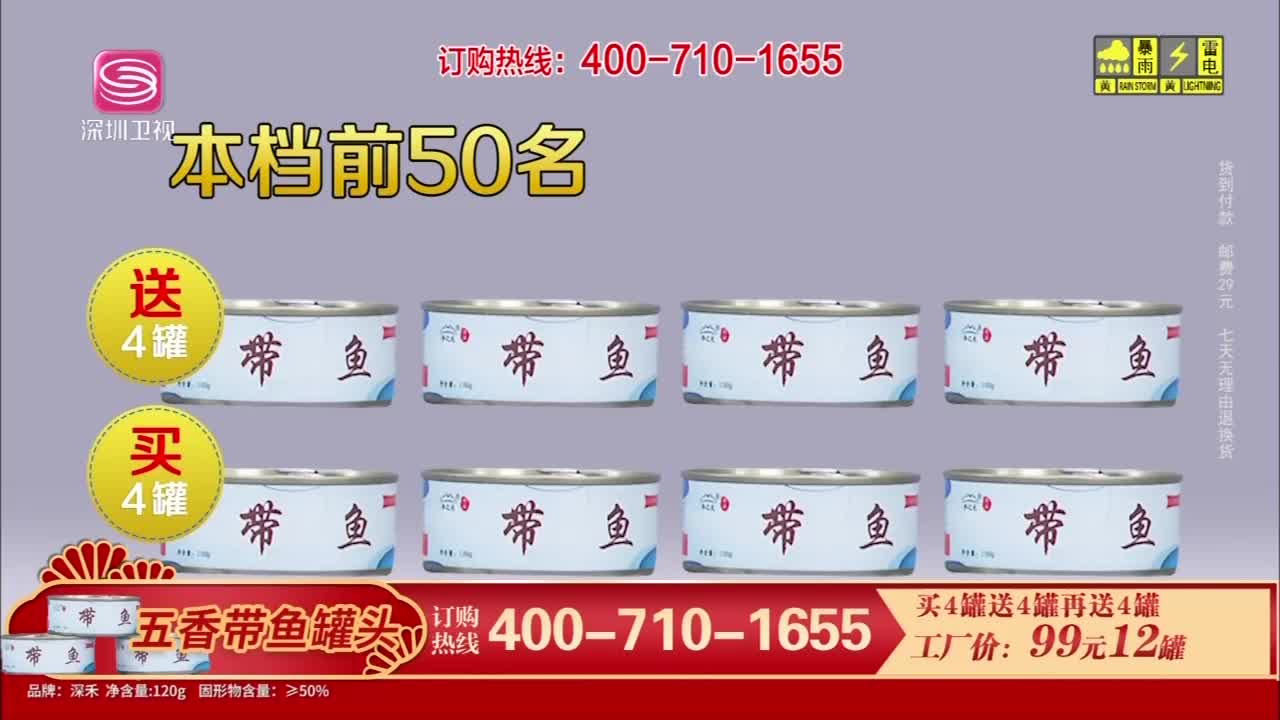 订购热线：400-710-1655
暴雨
雷电
黄 RAIN STORM 黄 LIGHTNING
深圳卫视
本档前50名
货到付款 邮费29元 七天无理由退换货
送
4罐
带鱼
带鱼
带鱼
带鱼
买
4罐
带鱼
带鱼
带鱼
带鱼
带鱼
带鱼
五香带鱼罐头
订购热线
400-710-1655
买4罐送4罐再送4罐
工厂价：99元12罐
品牌：深禾 净含量:120g 固形物含量：≥50%